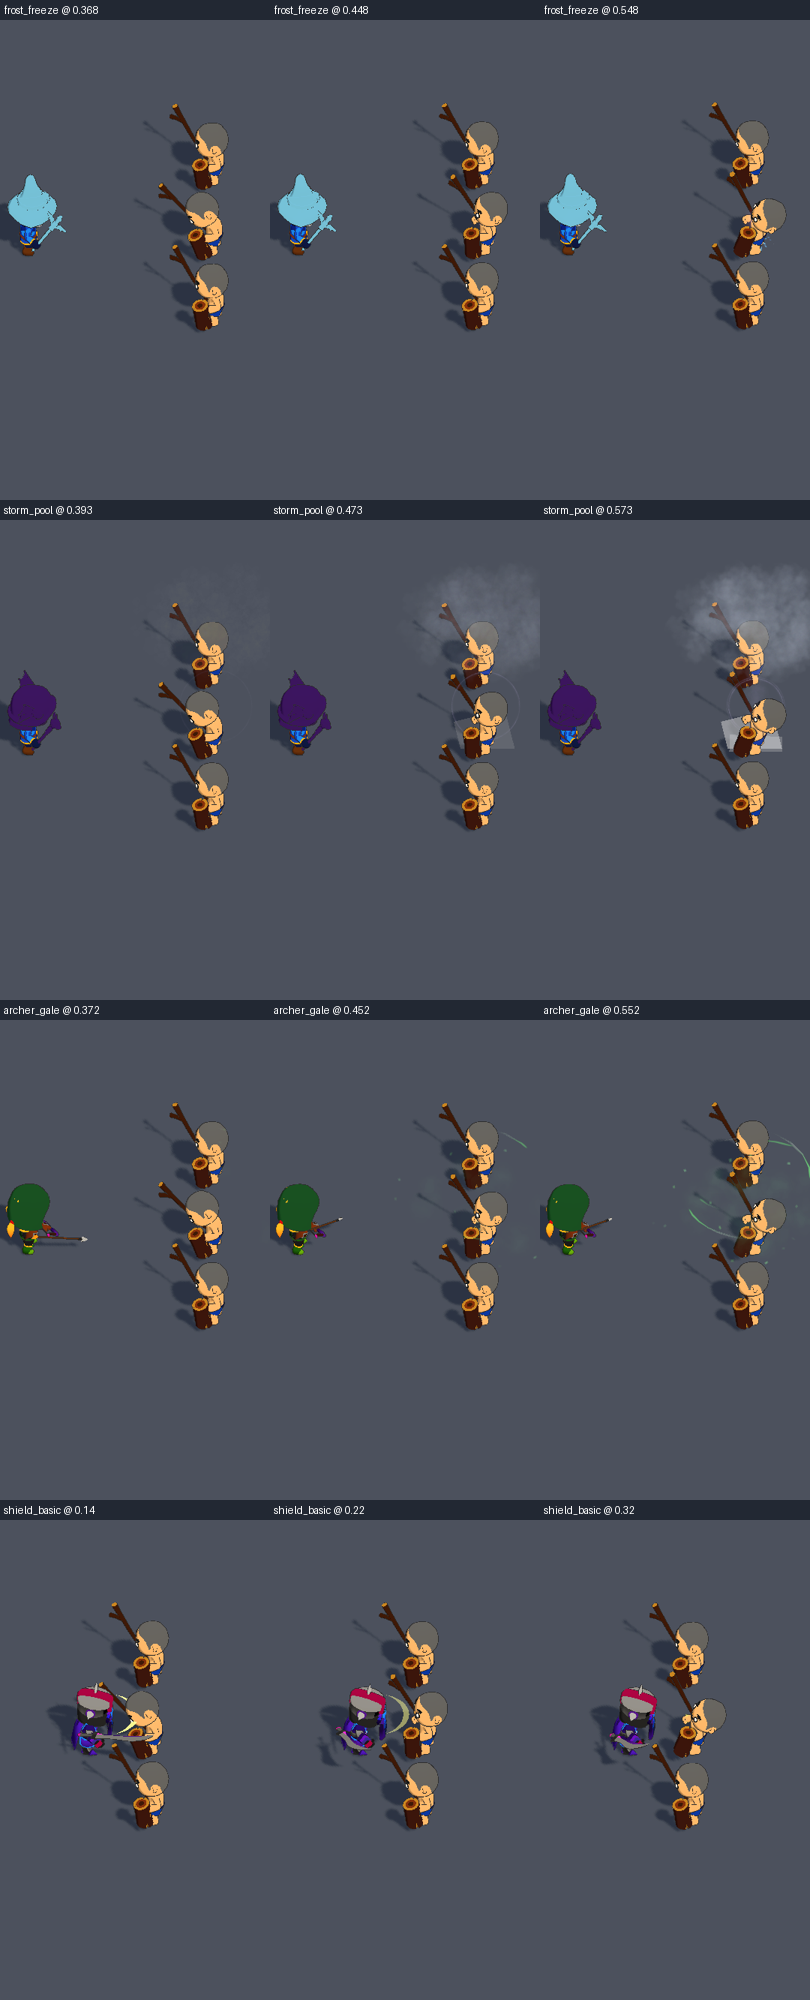 frost_freeze @ 0.368
frost_freeze @ 0.448
frost_freeze @ 0.548
storm_pool @ 0.393
storm_pool @ 0.473
storm_pool @ 0.573
archer_gale @ 0.372
archer_gale @ 0.452
archer_gale @ 0.552
shield_basic @ 0.14
shield_basic @ 0.22
shield_basic @ 0.32